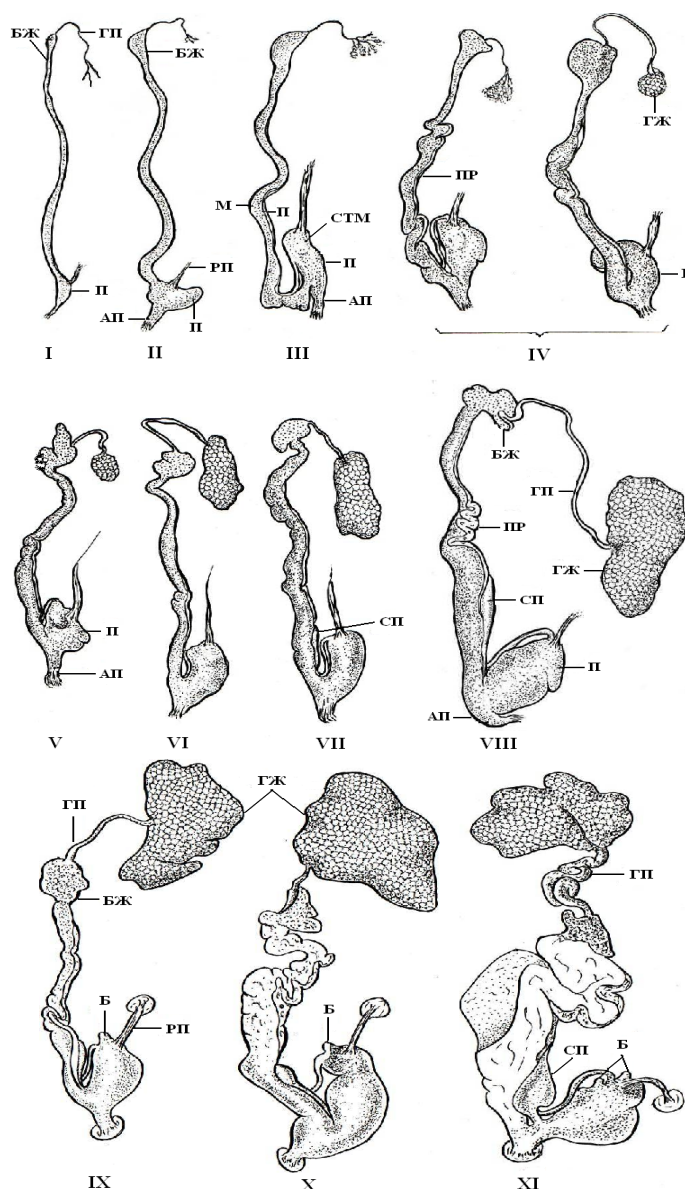 БЖ ГП БЖ
М П СТМ П АП
П АП РП П
ПР ГЖ
I II III IV
БЖ ГП ПР ГЖ СП П АП
П АП
СП
V VI VII VIII
ГП ГЖ ГП
БЖ
Б РП Б СП Б
IX X XI